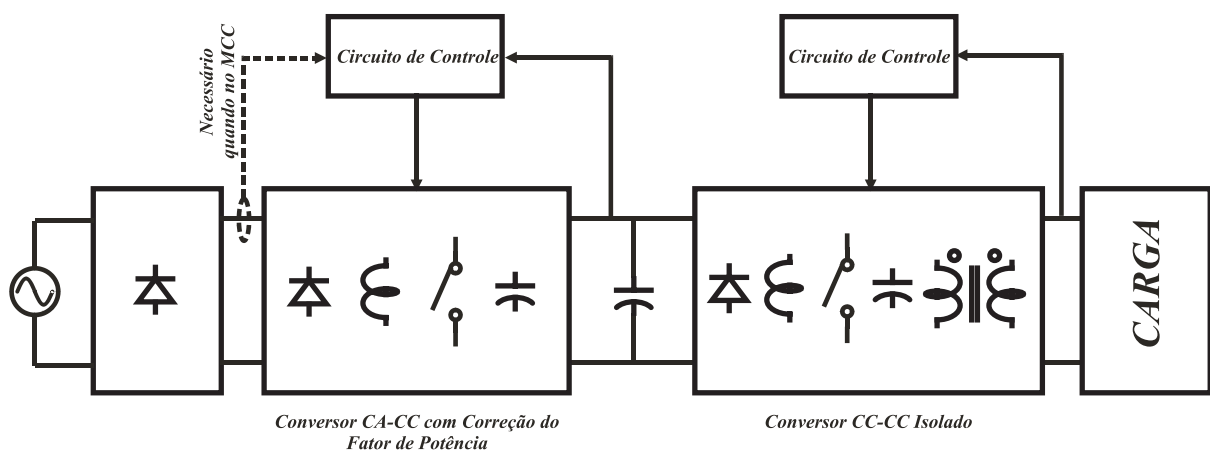 Necessário
quando no MCC
Circuito de Controle
Circuito de Controle
CARGA
Conversor CA-CC com Correção do
Fator de Potência
Conversor CC-CC Isolado